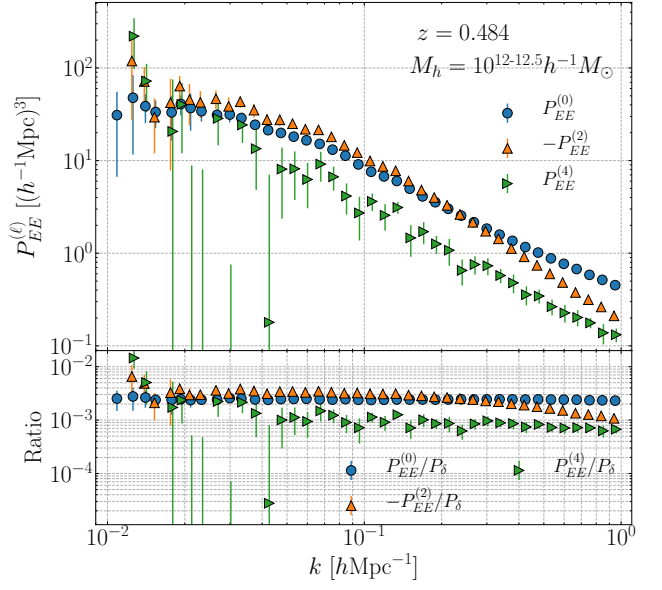 z = 0.484
M_h = 10^{12-12.5} h^{-1} M_⊙
P_{EE}^{(0)}
−P_{EE}^{(2)}
P_{EE}^{(4)}
P_{EE}^{(ℓ)} [(h^{-1}Mpc)^3]
10^2
10^1
10^0
10^{-1}
Ratio
10^{-2}
10^{-3}
10^{-4}
P_{EE}^{(0)}/P_δ
−P_{EE}^{(2)}/P_δ
P_{EE}^{(4)}/P_δ
10^{-2}
10^{-1}
10^0
k [hMpc^{-1}]